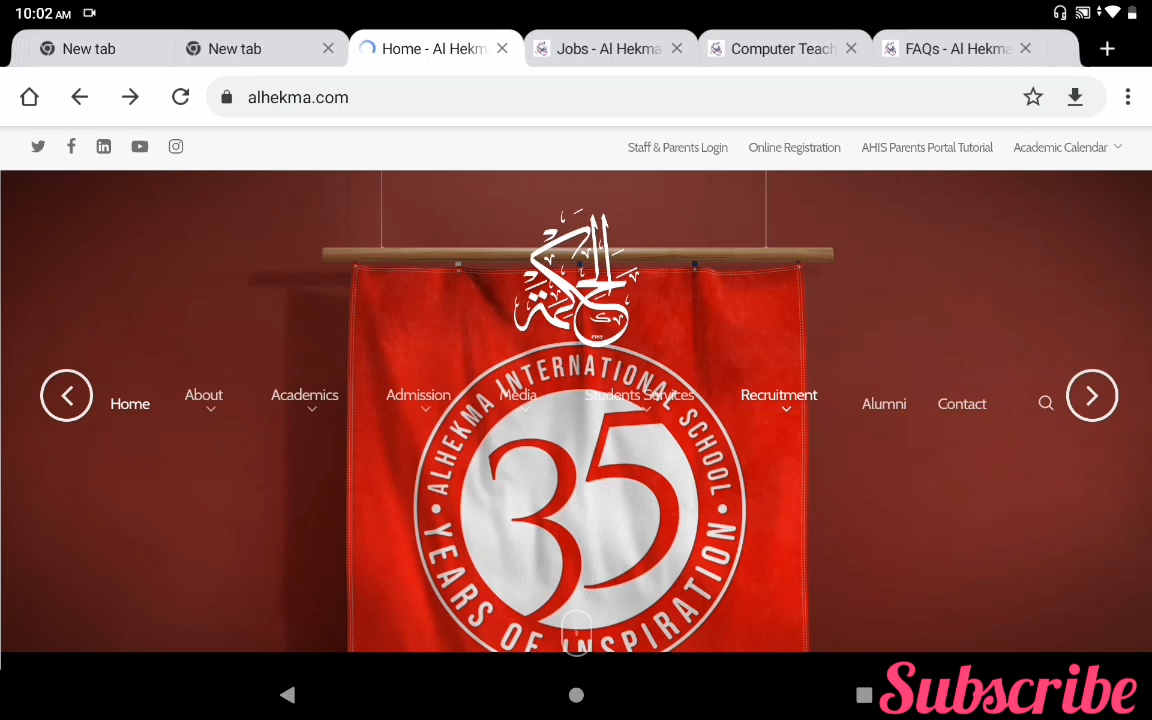 10:02 AM
New tab
New tab
Home - Al Hekm
Jobs - Al Hekma
Computer Teach
FAQs - Al Hekma
alhekma.com
Staff & Parents Login
Online Registration
AHIS Parents Portal Tutorial
Academic Calendar
الحكمة
Home
About
Academics
Admission
Media
Students Services
Recruitment
Alumni
Contact
ALHEKMA INTERNATIONAL SCHOOL
35
YEARS OF INSPIRATION
Subscribe